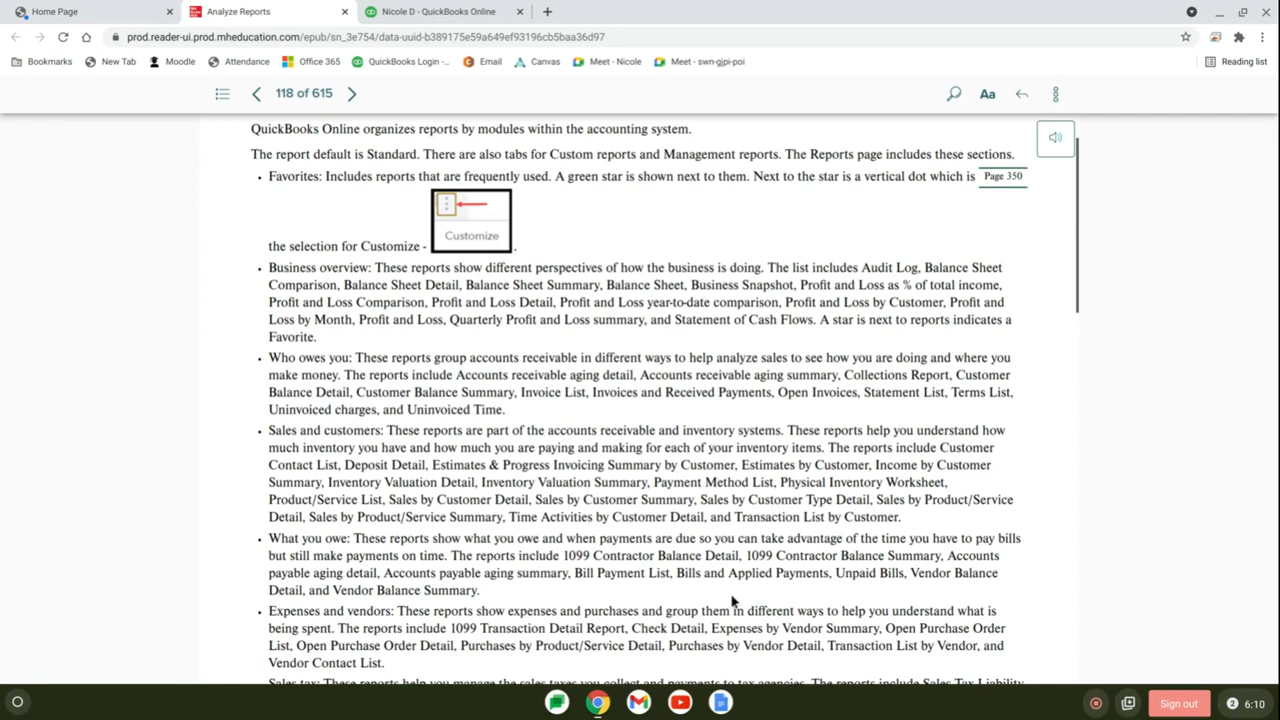 Home Page
Analyze Reports
Nicole D - QuickBooks Online
prod.reader-ui.prod.mheducation.com/epub/sn_3e754/data-uuid-b389175e59a649ef93196cb5baa36d97
Bookmarks New Tab Moodle Attendance Office 365 QuickBooks Login -... Email Canvas Meet - Nicole Meet - swn-gjpi-poi Reading list
118 of 615 Aa
QuickBooks Online organizes reports by modules within the accounting system.
The report default is Standard. There are also tabs for Custom reports and Management reports. The Reports page includes these sections.
• Favorites: Includes reports that are frequently used. A green star is shown next to them. Next to the star is a vertical dot which is Page 350
Customize
the selection for Customize - .
• Business overview: These reports show different perspectives of how the business is doing. The list includes Audit Log, Balance Sheet
Comparison, Balance Sheet Detail, Balance Sheet Summary, Balance Sheet, Business Snapshot, Profit and Loss as % of total income,
Profit and Loss Comparison, Profit and Loss Detail, Profit and Loss year-to-date comparison, Profit and Loss by Customer, Profit and
Loss by Month, Profit and Loss, Quarterly Profit and Loss summary, and Statement of Cash Flows. A star is next to reports indicates a
Favorite.
• Who owes you: These reports group accounts receivable in different ways to help analyze sales to see how you are doing and where you
make money. The reports include Accounts receivable aging detail, Accounts receivable aging summary, Collections Report, Customer
Balance Detail, Customer Balance Summary, Invoice List, Invoices and Received Payments, Open Invoices, Statement List, Terms List,
Uninvoiced charges, and Uninvoiced Time.
• Sales and customers: These reports are part of the accounts receivable and inventory systems. These reports help you understand how
much inventory you have and how much you are paying and making for each of your inventory items. The reports include Customer
Contact List, Deposit Detail, Estimates & Progress Invoicing Summary by Customer, Estimates by Customer, Income by Customer
Summary, Inventory Valuation Detail, Inventory Valuation Summary, Payment Method List, Physical Inventory Worksheet,
Product/Service List, Sales by Customer Detail, Sales by Customer Summary, Sales by Customer Type Detail, Sales by Product/Service
Detail, Sales by Product/Service Summary, Time Activities by Customer Detail, and Transaction List by Customer.
• What you owe: These reports show what you owe and when payments are due so you can take advantage of the time you have to pay bills
but still make payments on time. The reports include 1099 Contractor Balance Detail, 1099 Contractor Balance Summary, Accounts
payable aging detail, Accounts payable aging summary, Bill Payment List, Bills and Applied Payments, Unpaid Bills, Vendor Balance
Detail, and Vendor Balance Summary.
• Expenses and vendors: These reports show expenses and purchases and group them in different ways to help you understand what is
being spent. The reports include 1099 Transaction Detail Report, Check Detail, Expenses by Vendor Summary, Open Purchase Order
List, Open Purchase Order Detail, Purchases by Product/Service Detail, Purchases by Vendor Detail, Transaction List by Vendor, and
Vendor Contact List.
Sales tax: These reports help you manage the sales taxes you collect and payments to tax agencies. The reports include Sales Tax Liability
Sign out 2 6:10